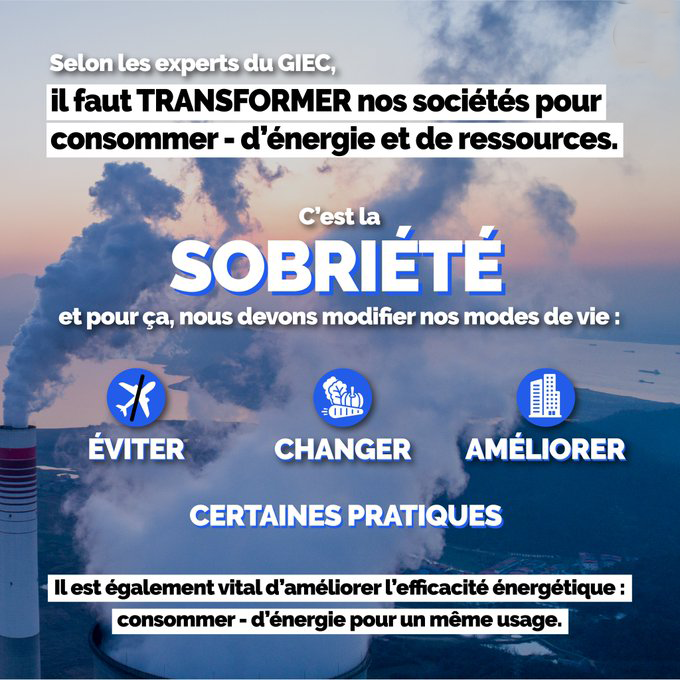 Selon les experts du GIEC,
il faut TRANSFORMER nos sociétés pour
consommer - d'énergie et de ressources.
C'est la
SOBRIÉTÉ
et pour ça, nous devons modifier nos modes de vie :
ÉVITER CHANGER AMÉLIORER
CERTAINES PRATIQUES
Il est également vital d'améliorer l'efficacité énergétique :
consommer - d'énergie pour un même usage.